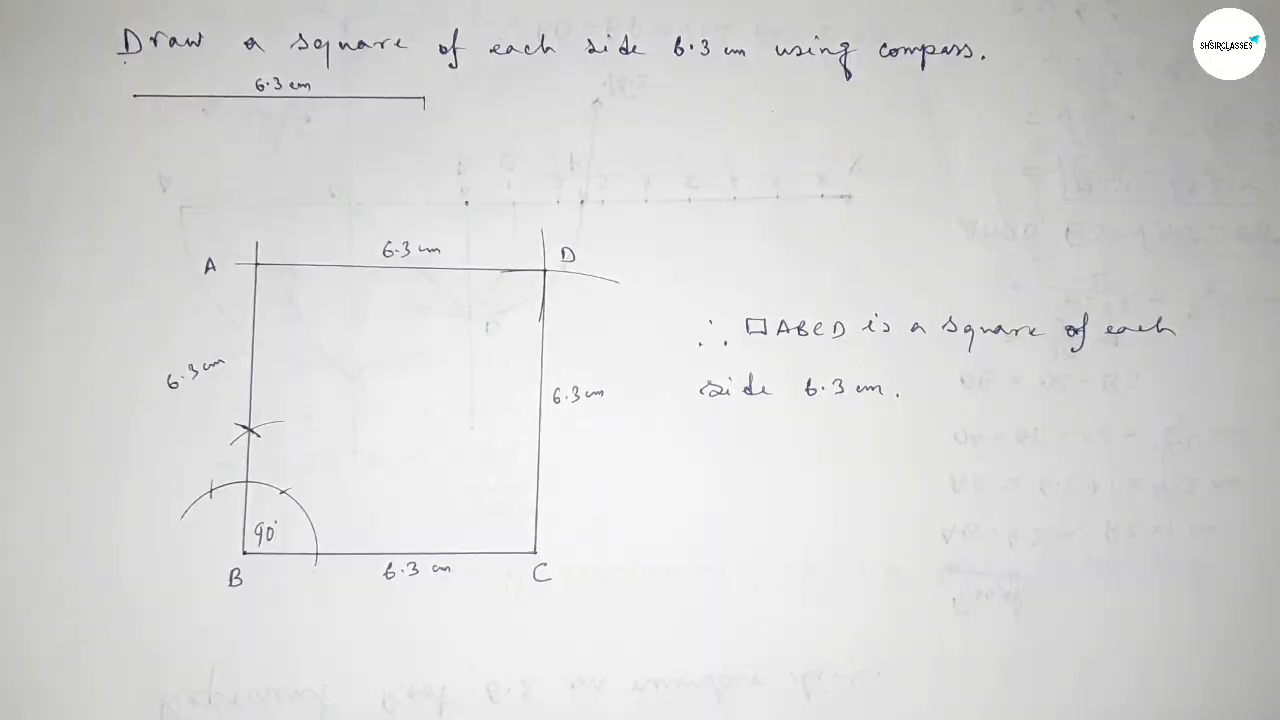 Draw a square of each side 6.3 cm using compass.
SHSIRCLASSES
6.3 cm
A
6.3 cm
D
6.3 cm
6.3 cm
∴ □ABCD is a square of each
side 6.3 cm.
90°
B
6.3 cm
C